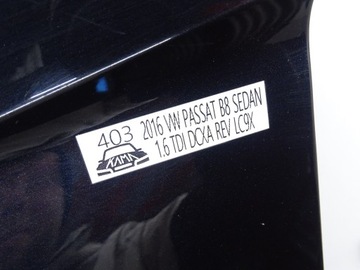 403
KAMA
2016 VW PASSAT B8 SEDAN
1.6 TDI DCXA REV LC9X